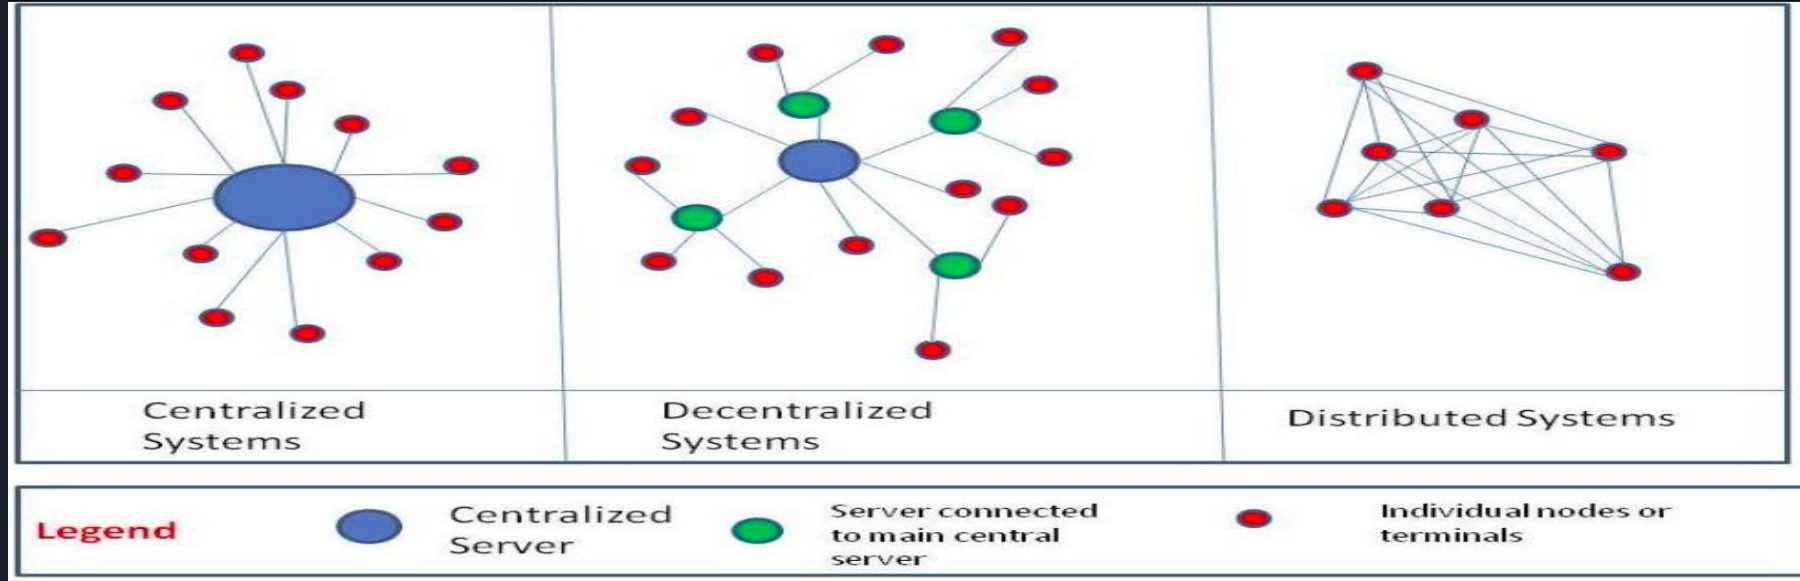 Centralized
Systems
Decentralized
Systems
Distributed Systems
Legend
Centralized
Server
Server connected
to main central
server
Individual nodes or
terminals